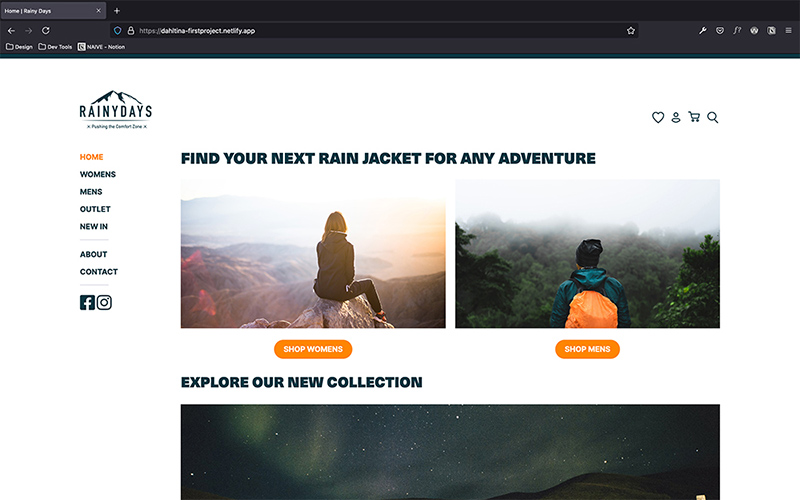 Home | Rainy Days
https://dahltina-firstproject.netlify.app
f?
Design
Dev Tools
NAIVE - Notion
RAINYDAYS
Pushing the Comfort Zone
HOME
WOMENS
MENS
OUTLET
NEW IN
ABOUT
CONTACT
FIND YOUR NEXT RAIN JACKET FOR ANY ADVENTURE
SHOP WOMENS
SHOP MENS
EXPLORE OUR NEW COLLECTION